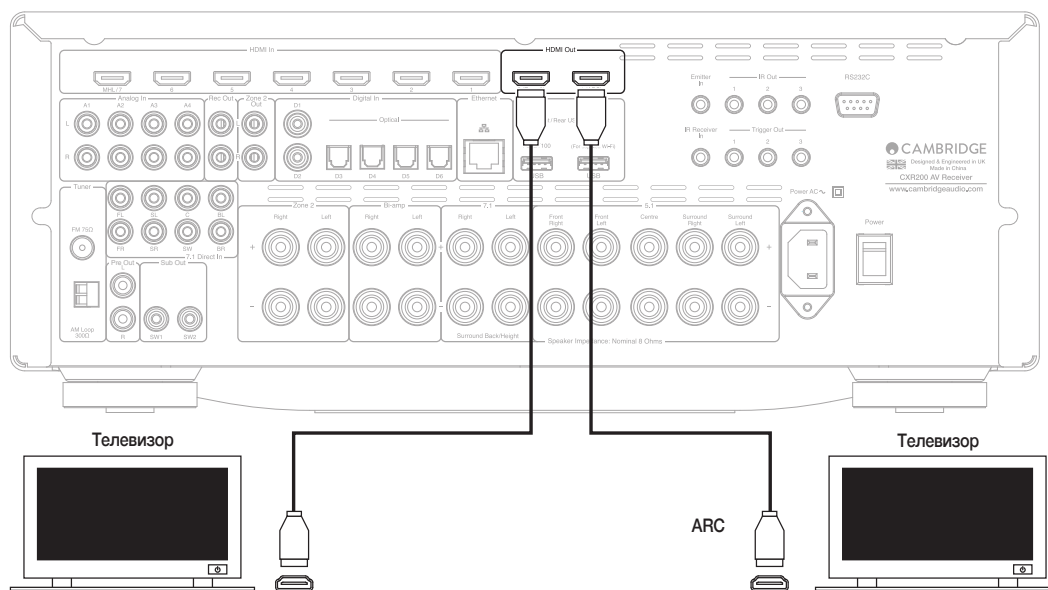 HDMI In
HDMI Out
MHL/7 6 5 4 3 2 1
Emitter In
IR Out
1 2 3
RS232C
Analog In
Rec Out
Zone 2 Out
Digital In
Ethernet
A1 A2 A3 A4
D1
Optical
/ Rear U
L
L
R
R
D2 D3 D4 D5 D6
100
USB
USB
IR Receiver In
Trigger Out
1 2 3
CAMBRIDGE
Designed & Engineered in UK
Made in China
CXR200 AV Receiver
www.cambridgeaudio.com
Tuner
FM 75Ω
FL SL C BL
FR SR SW BR
7.1 Direct In
Zone 2
Bi-amp
7.1
5.1
Power AC~
Power
Right Left Right Left Right Left Front Right Front Left Centre Surround Right Surround Left
+ + +
Pre Out
L
Sub Out
- - -
AM Loop
300Ω
R SW1 SW2
Surround Back/Height
Speaker Impedance: Nominal 8 Ohms
Телевизор
Телевизор
ARC